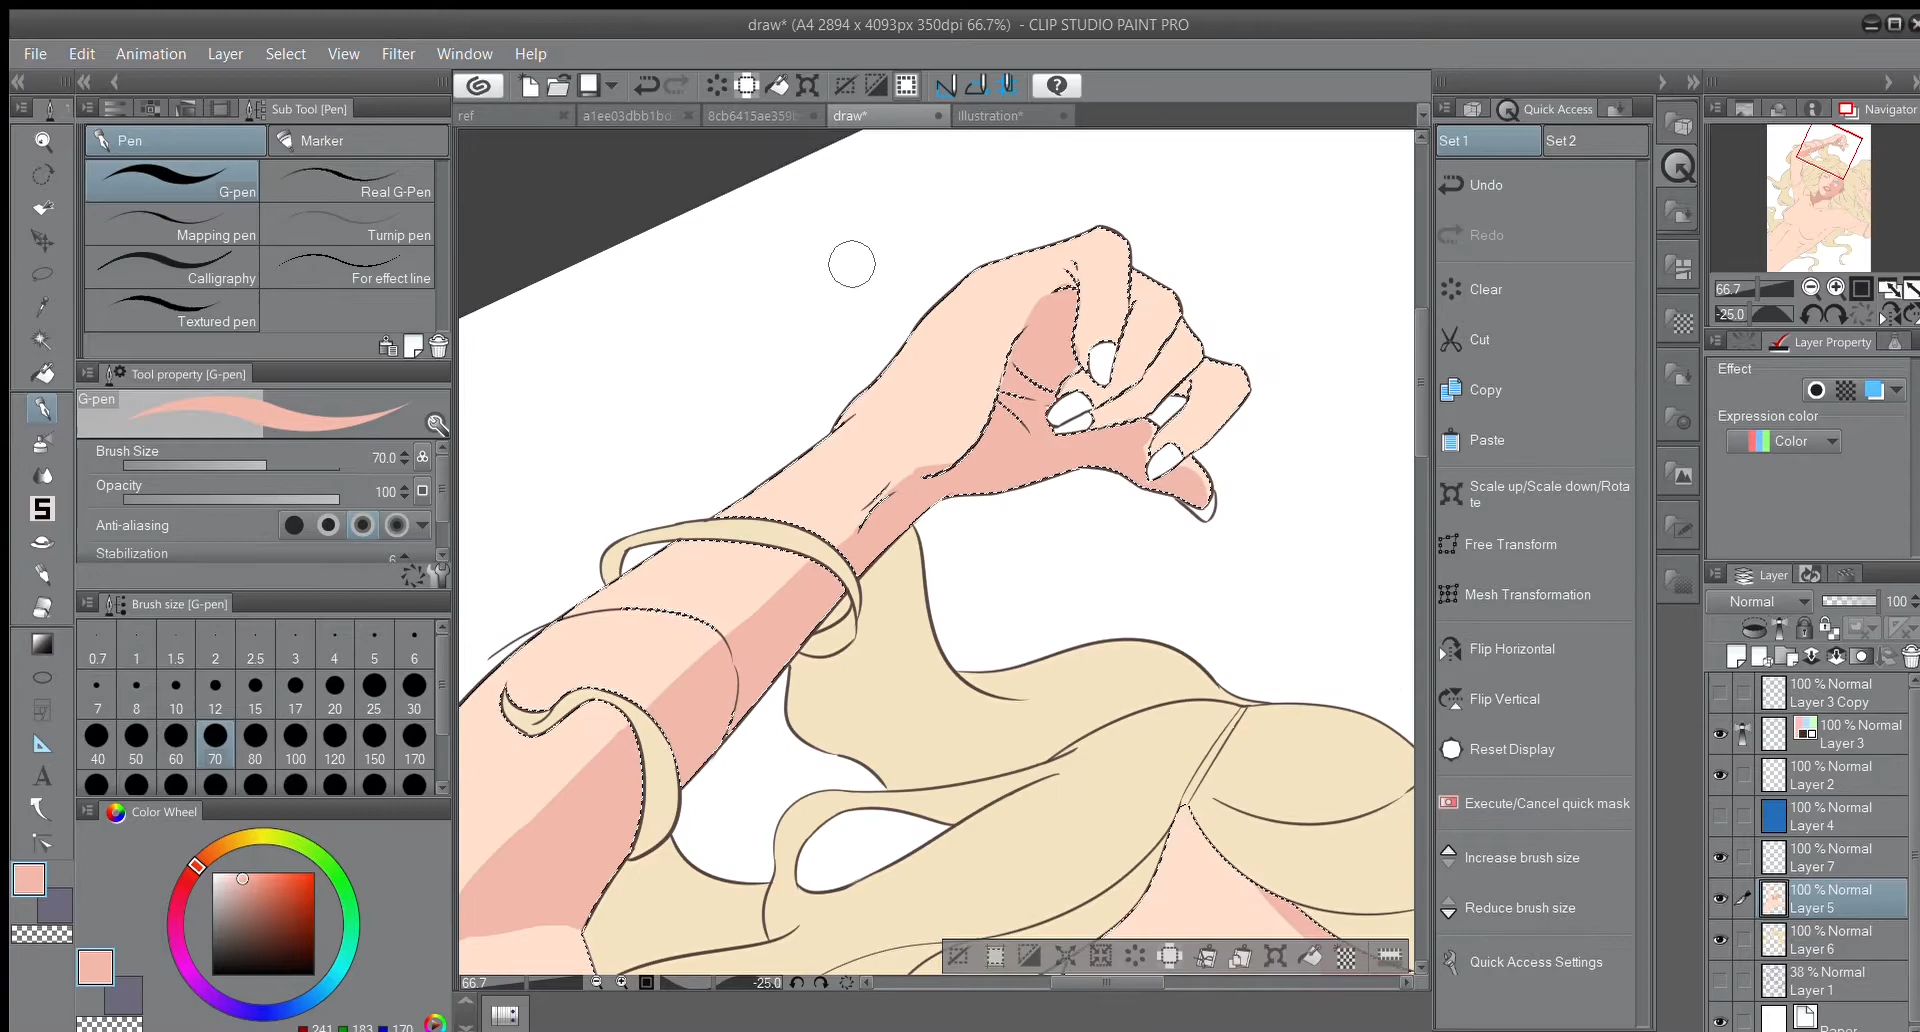 draw* (A4 2894 x 4093px 350dpi 66.7%) - CLIP STUDIO PAINT PRO
File Edit Animation Layer Select View Filter Window Help
Sub Tool [Pen]
Pen
Marker
G-pen
Real G-Pen
Mapping pen
Turnip pen
Calligraphy
For effect line
Textured pen
Tool property [G-pen]
G-pen
Brush Size 70.0
Opacity 100
Anti-aliasing
Stabilization 6
Brush size [G-pen]
0.7 1 1.5 2 2.5 3 4 5 6
7 8 10 12 15 17 20 25 30
40 50 60 70 80 100 120 150 170
Color Wheel
241 183 170
ref
a1ee03dbb1bd
8cb6415ae359b
draw*
Illustration*
66.7
-25.0
Quick Access
Set 1
Set 2
Undo
Redo
Clear
Cut
Copy
Paste
Scale up/Scale down/Rota
te
Free Transform
Mesh Transformation
Flip Horizontal
Flip Vertical
Reset Display
Execute/Cancel quick mask
Increase brush size
Reduce brush size
Quick Access Settings
Navigator
66.7
-25.0
Layer Property
Effect
Expression color
Color
Layer
Normal 100
100 % Normal
Layer 3 Copy
100 % Normal
Layer 3
100 % Normal
Layer 2
100 % Normal
Layer 4
100 % Normal
Layer 7
100 % Normal
Layer 5
100 % Normal
Layer 6
38 % Normal
Layer 1
Paper